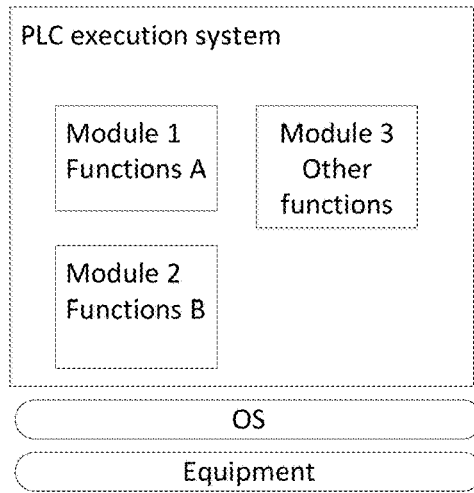 PLC execution system
Module 1
Functions A
Module 3
Other
functions
Module 2
Functions B
OS
Equipment